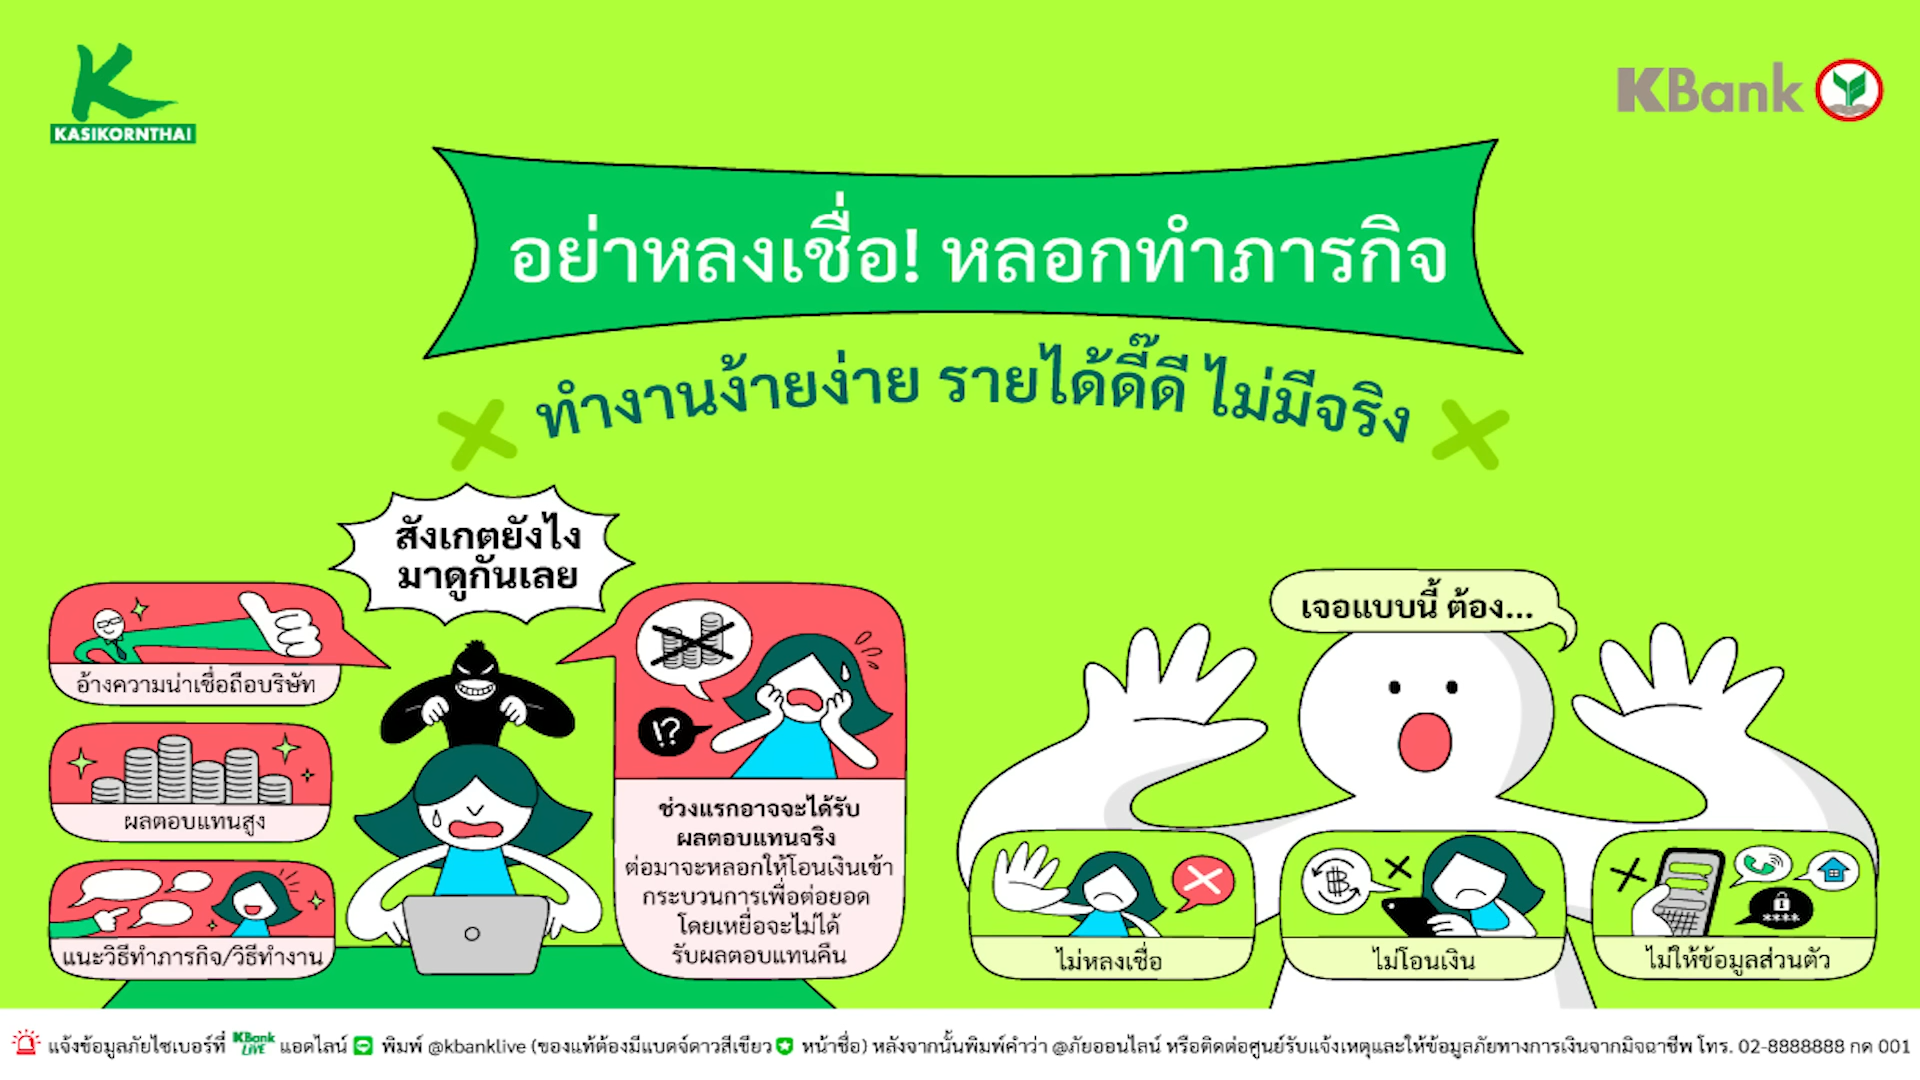 KASIKORNTHAI
KBank
อย่าหลงเชื่อ! หลอกทำภารกิจ
ทำงานง้ายง่าย รายได้ดี๊ดี ไม่มีจริง
สังเกตยังไง
มาดูกันเลย
อ้างความน่าเชื่อถือบริษัท
ผลตอบแทนสูง
แนะวิธีทำภารกิจ/วิธีทำงาน
!?
ช่วงแรกอาจจะได้รับ
ผลตอบแทนจริง
ต่อมาจะหลอกให้โอนเงินเข้า
กระบวนการเพื่อต่อยอด
โดยเหยื่อจะไม่ได้
รับผลตอบแทนคืน
เจอแบบนี้ ต้อง...
ไม่หลงเชื่อ
฿
ไม่โอนเงิน
****
ไม่ให้ข้อมูลส่วนตัว
แจ้งข้อมูลภัยไซเบอร์ที่ KBank LIVE แอดไลน์ พิมพ์ @kbanklive (ของแท้ต้องมีแบดจ์ดาวสีเขียว หน้าชื่อ) หลังจากนั้นพิมพ์คำว่า @ภัยออนไลน์ หรือติดต่อศูนย์รับแจ้งเหตุและให้ข้อมูลภัยทางการเงินจากมิจฉาชีพ โทร. 02-8888888 กด 001